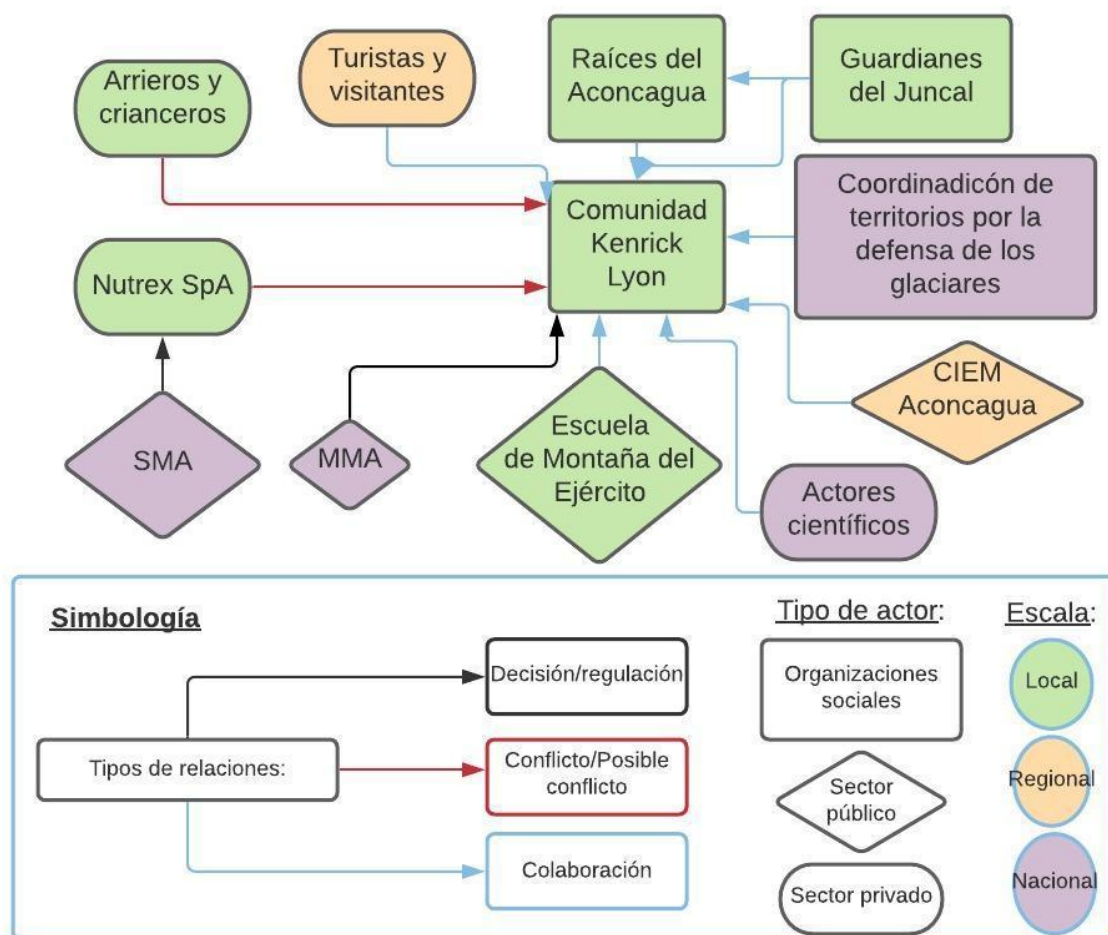 Arrieros y
crianceros
Turistas y
visitantes
Raíces del
Aconcagua
Guardianes
del Juncal
Comunidad
Kenrick
Lyon
Coordinadicón de
territorios por la
defensa de los
glaciares
Nutrex SpA
CIEM
Aconcagua
SMA
MMA
Escuela
de Montaña del
Ejército
Actores
científicos
Simbología
Tipos de relaciones:
Decisión/regulación
Conflicto/Posible
conflicto
Colaboración
Tipo de actor:
Organizaciones
sociales
Sector
público
Sector privado
Escala:
Local
Regional
Nacional